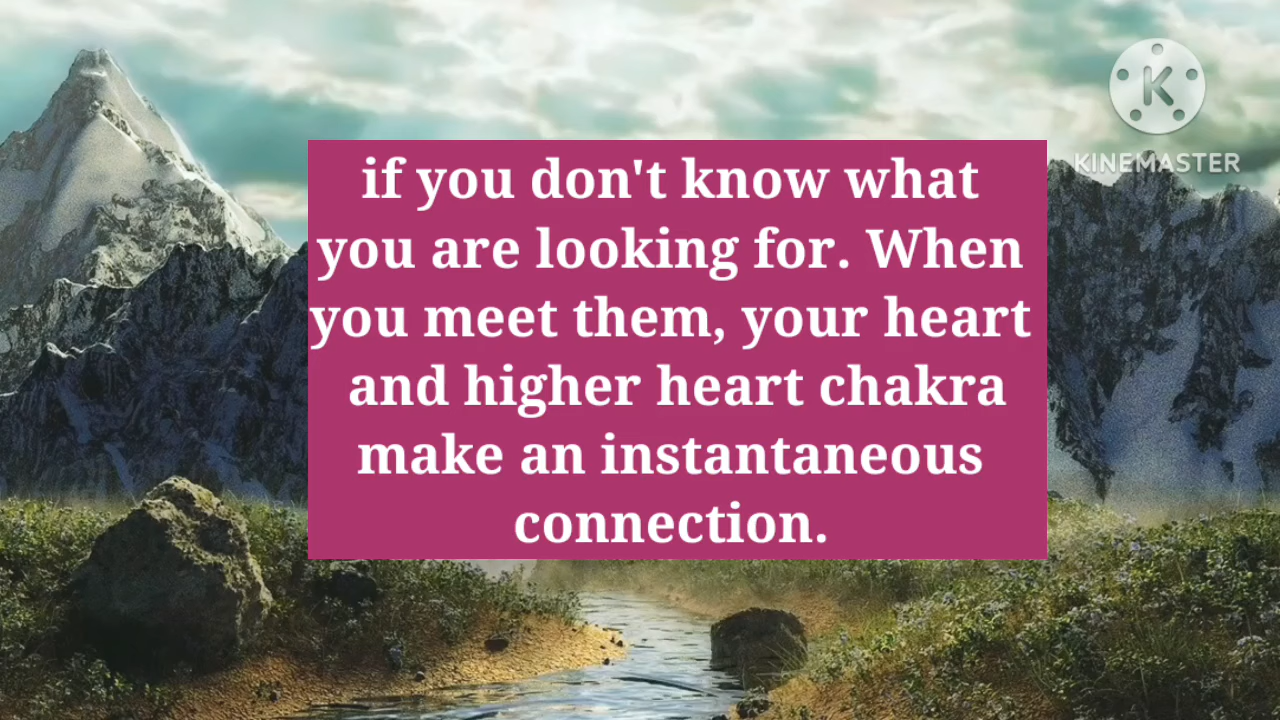 K
KINEMASTER
if you don't know what
you are looking for. When
you meet them, your heart
and higher heart chakra
make an instantaneous
connection.